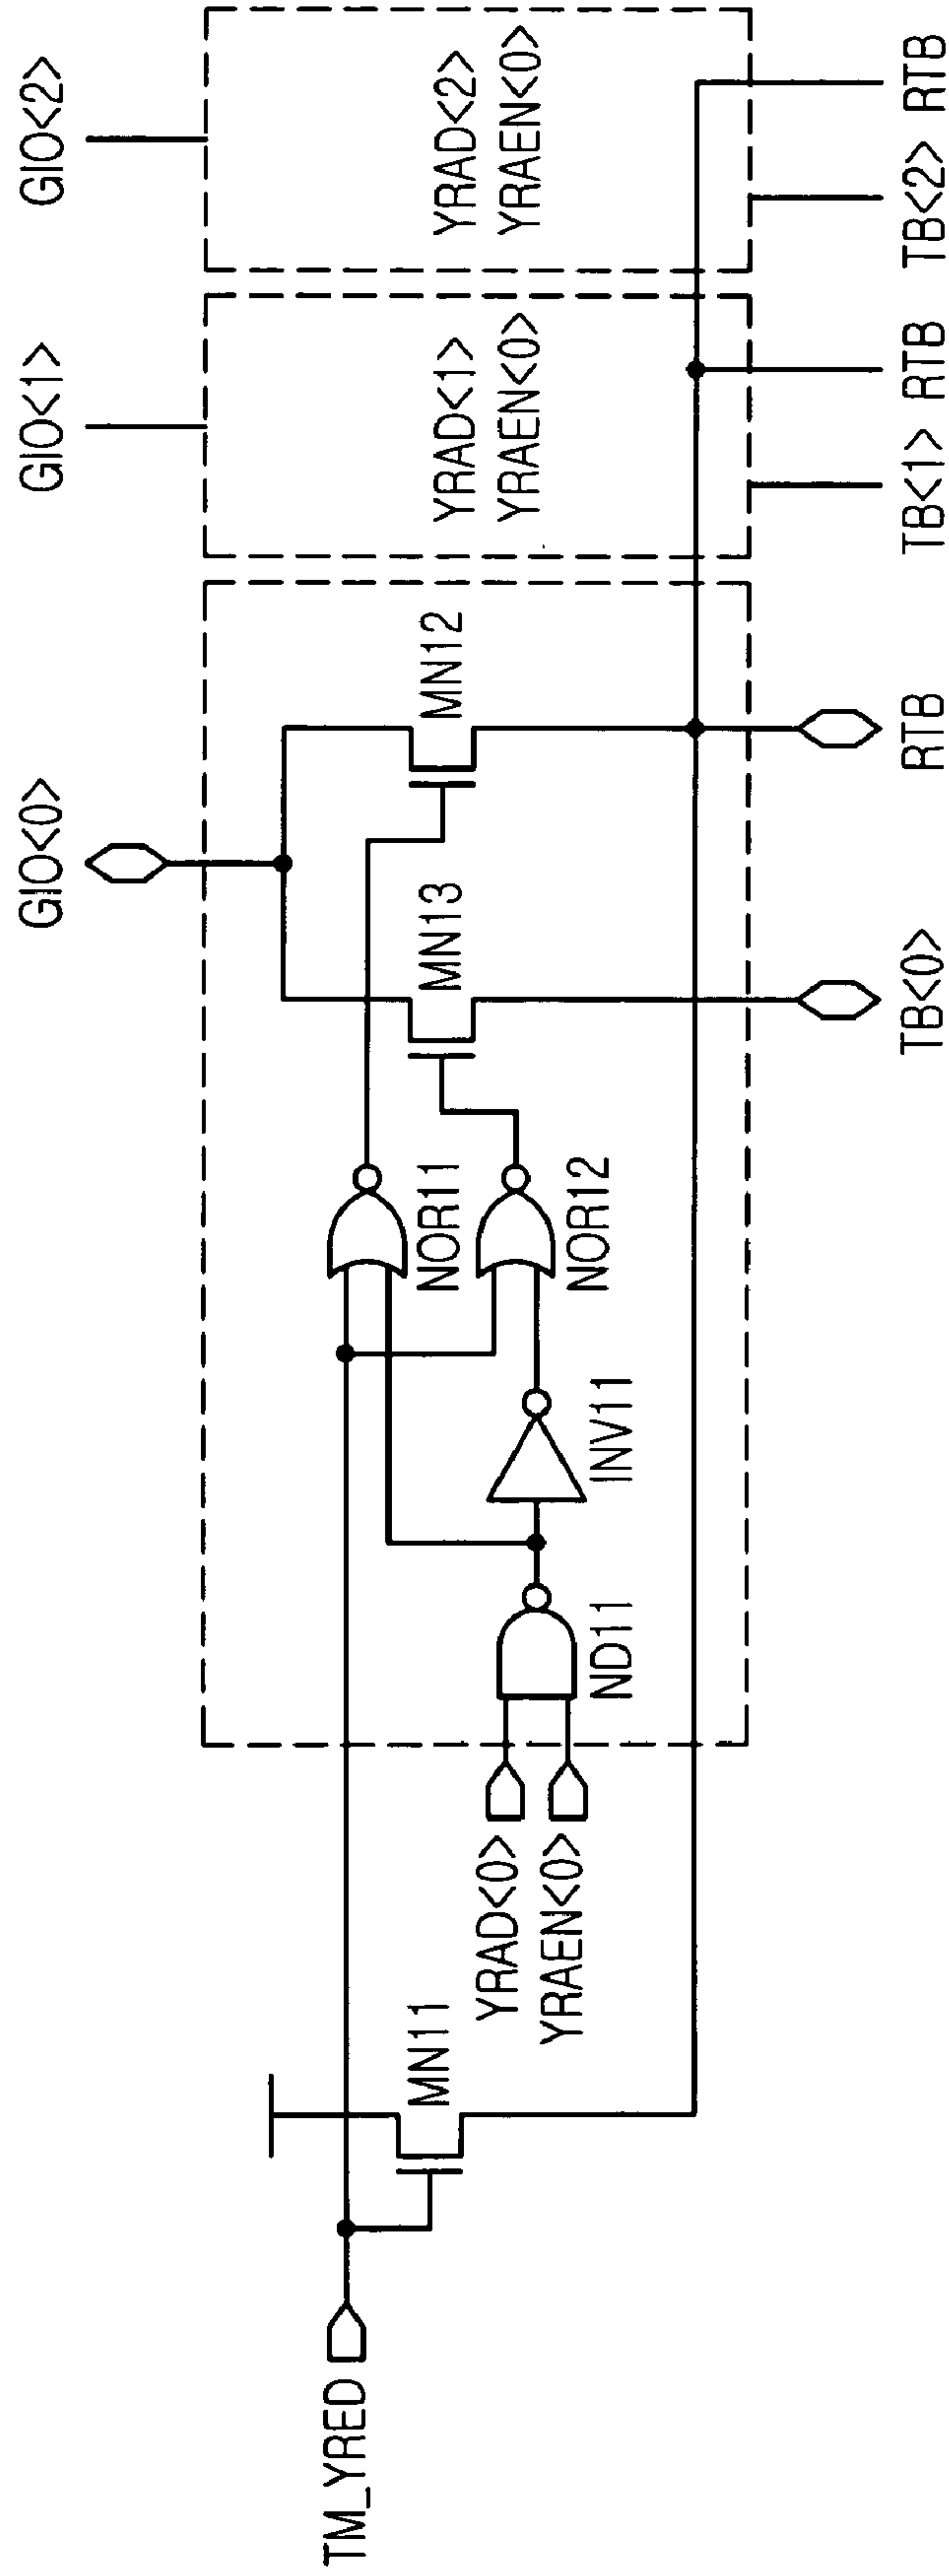 GIO<0>
GIO<1>
GIO<2>
TM_YRED
MN11
YRAD<0>
YRAEN<0>
ND11
INV11
NOR11
NOR12
MN13
MN12
YRAD<1>
YRAEN<0>
YRAD<2>
YRAEN<0>
TB<0>
RTB
TB<1>
RTB
TB<2>
RTB